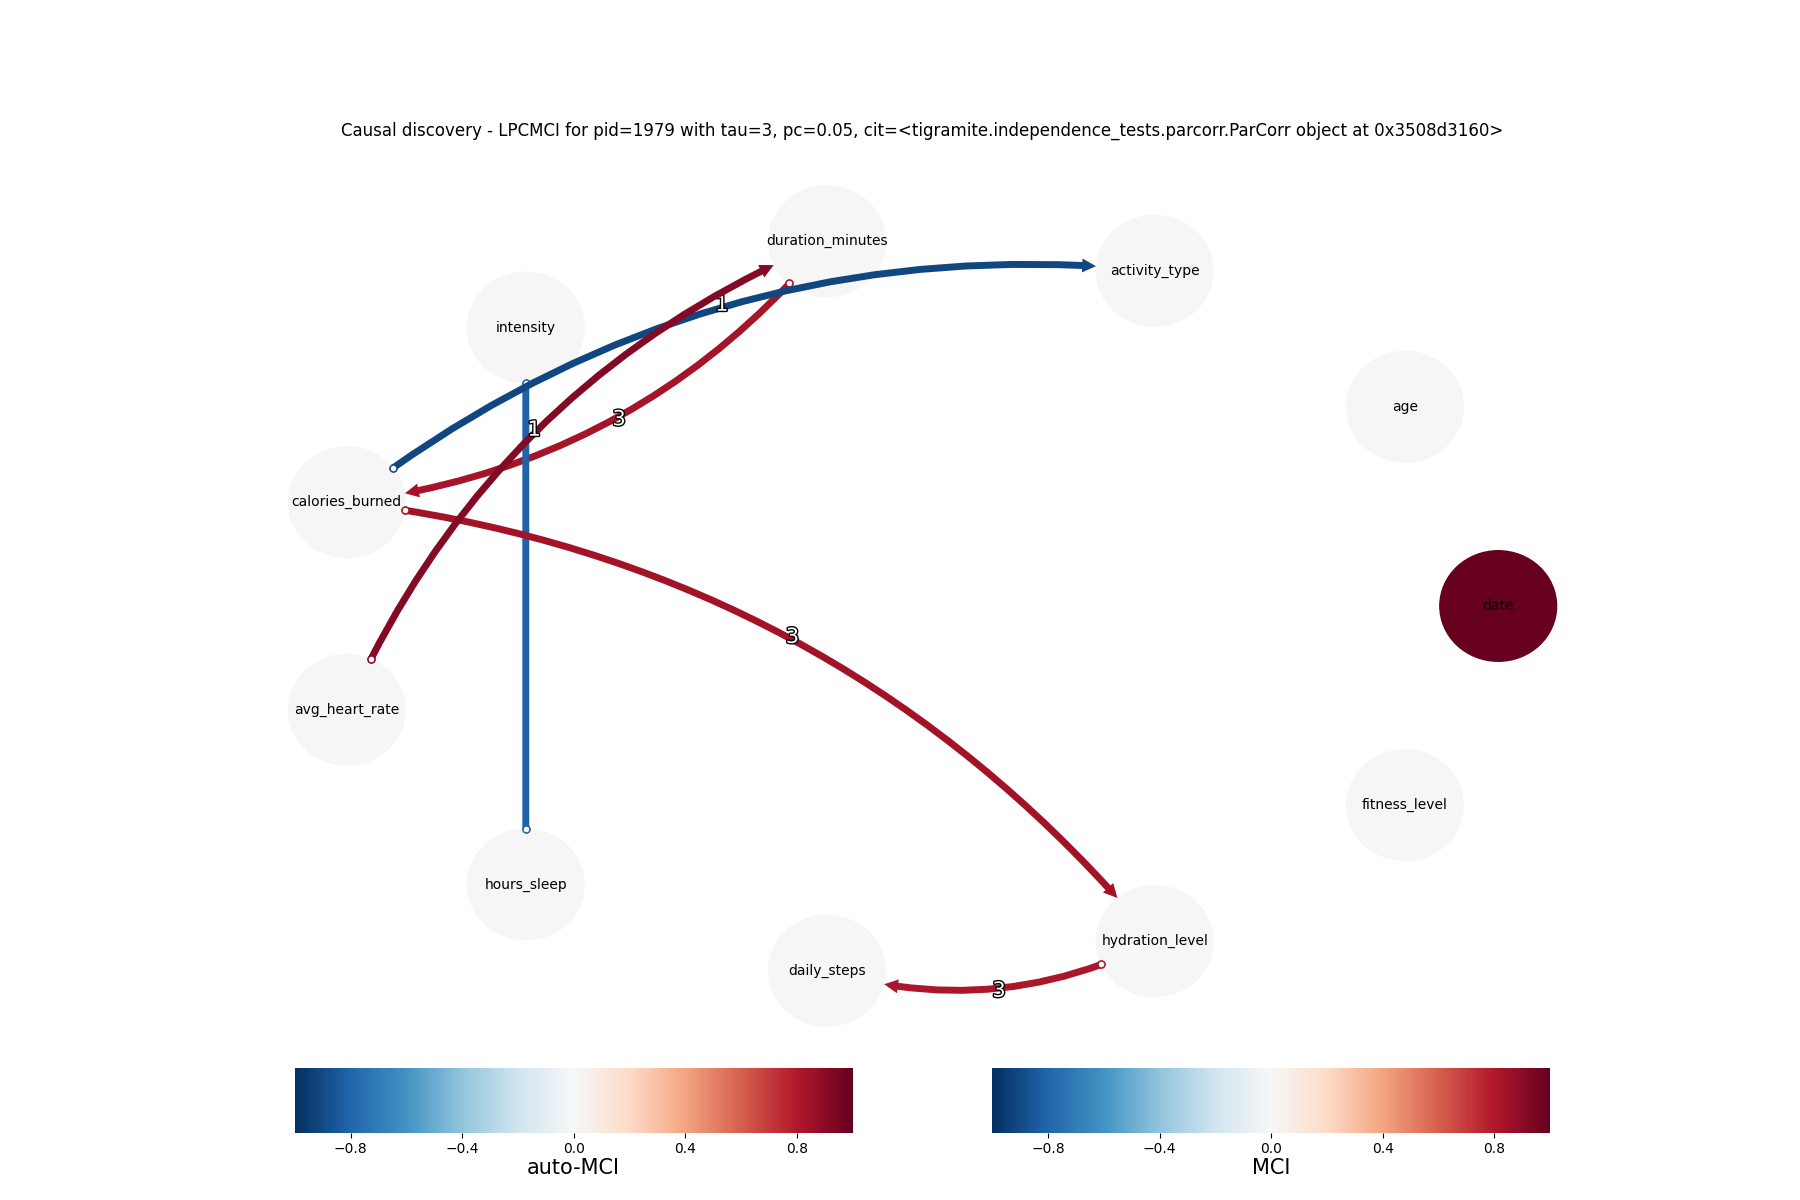 Causal discovery - LPCMCI for pid=1979 with tau=3, pc=0.05, cit=<tigramite.independence_tests.parcorr.ParCorr object at 0x3508d3160>
duration_minutes
activity_type
1
intensity
age
3
1
calories_burned
date
3
avg_heart_rate
fitness_level
hours_sleep
hydration_level
daily_steps
3
−0.8 −0.4 0.0 0.4 0.8
auto-MCI
−0.8 −0.4 0.0 0.4 0.8
MCI